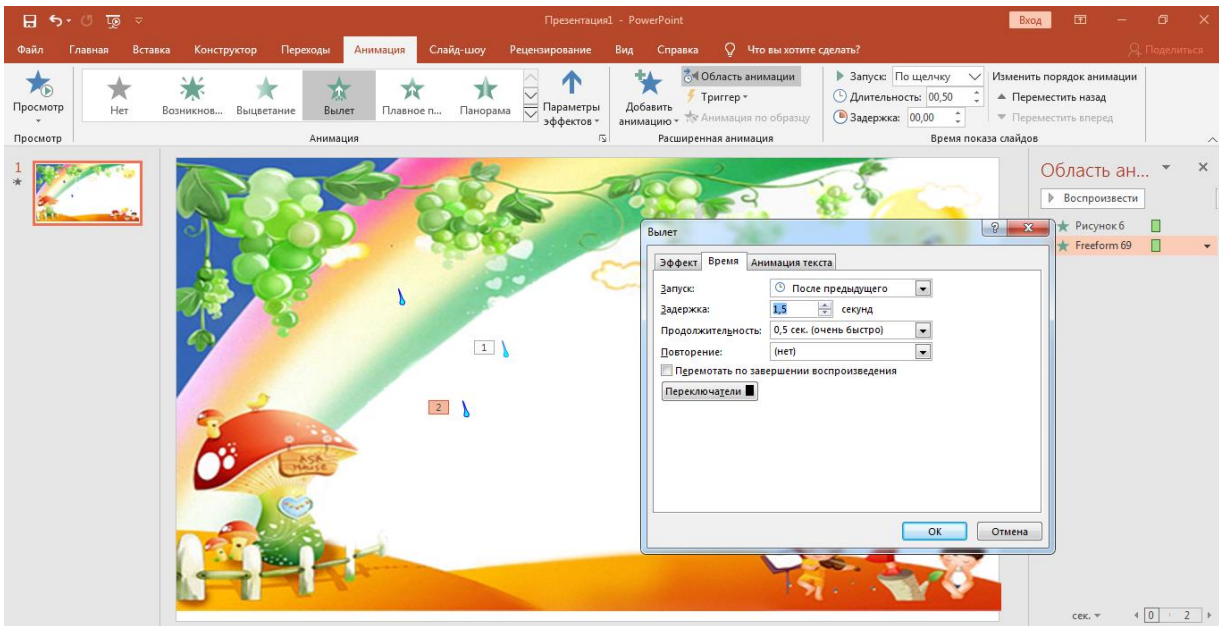 Презентация1 - PowerPoint
Вход
Файл Главная Вставка Конструктор Переходы Анимация Слайд-шоу Рецензирование Вид Справка Что вы хотите сделать? Поделиться
Просмотр
Нет
Возникнов...
Выцветание
Вылет
Плавное п...
Панорама
Параметры эффектов
Добавить анимацию
Область анимации
Триггер
Анимация по образцу
Запуск: По щелчку
Длительность: 00,50
Задержка: 00,00
Изменить порядок анимации
Переместить назад
Переместить вперед
Просмотр
Анимация
Расширенная анимация
Время показа слайдов
1
1
2
ASA
House
Вылет
Эффект Время Анимация текста
Запуск: После предыдущего
Задержка: 1,5 секунд
Продолжительность: 0,5 сек. (очень быстро)
Повторение: (нет)
Перемотать по завершении воспроизведения
Переключатели
ОК Отмена
Область ан...
Воспроизвести
Рисунок 6
Freeform 69
сек. 0 2